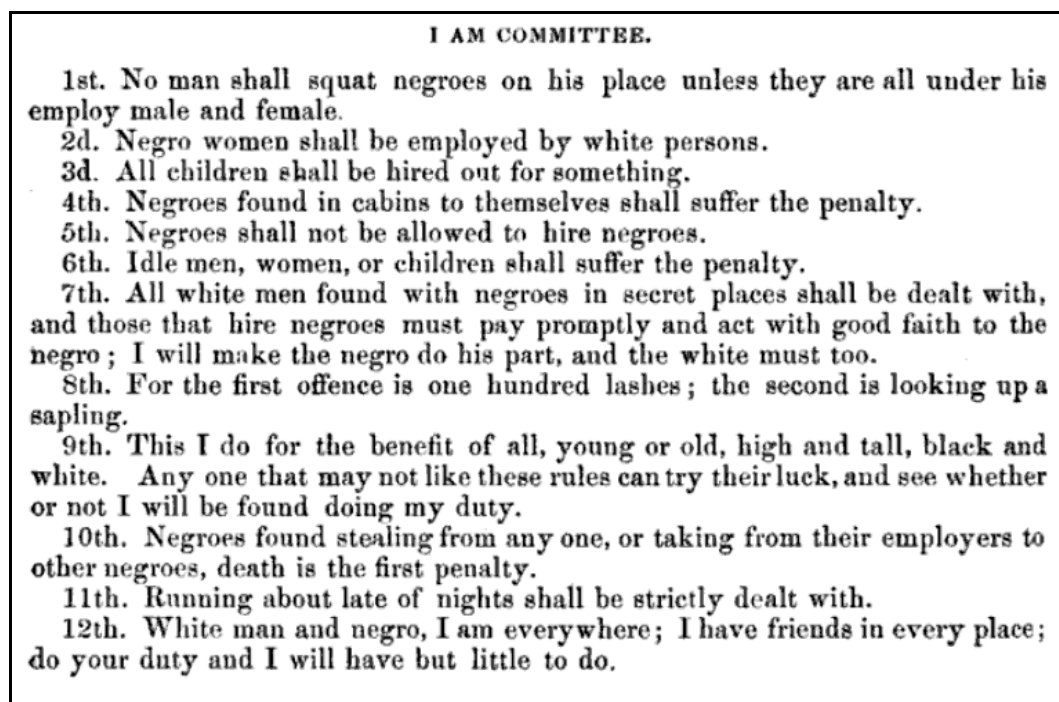 I AM COMMITTEE.
1st. No man shall squat negroes on his place unless they are all under his
employ male and female.
2d. Negro women shall be employed by white persons.
3d. All children shall be hired out for something.
4th. Negroes found in cabins to themselves shall suffer the penalty.
5th. Negroes shall not be allowed to hire negroes.
6th. Idle men, women, or children shall suffer the penalty.
7th. All white men found with negroes in secret places shall be dealt with,
and those that hire negroes must pay promptly and act with good faith to the
negro; I will make the negro do his part, and the white must too.
8th. For the first offence is one hundred lashes; the second is looking up a
sapling.
9th. This I do for the benefit of all, young or old, high and tall, black and
white. Any one that may not like these rules can try their luck, and see whether
or not I will be found doing my duty.
10th. Negroes found stealing from any one, or taking from their employers to
other negroes, death is the first penalty.
11th. Running about late of nights shall be strictly dealt with.
12th. White man and negro, I am everywhere; I have friends in every place;
do your duty and I will have but little to do.